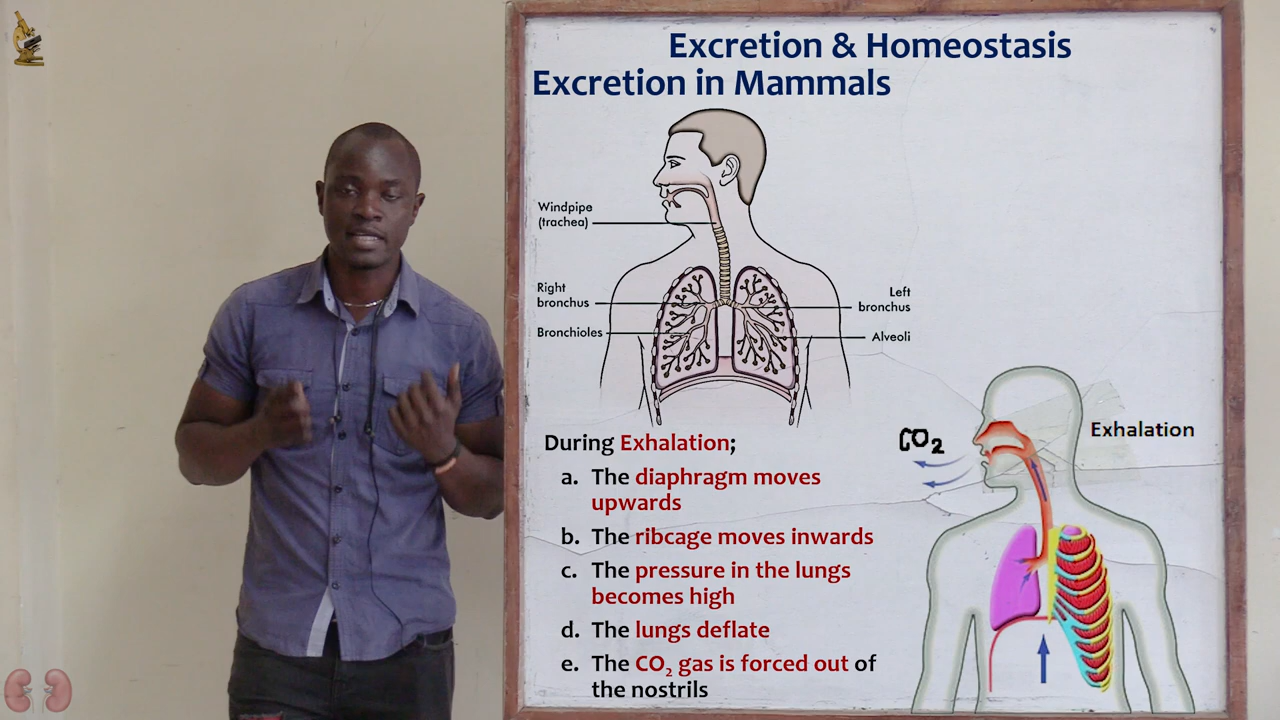 Excretion & Homeostasis
Excretion in Mammals
Windpipe
(trachea)
Right
bronchus
Bronchioles
Left
bronchus
Alveoli
During Exhalation;
a. The diaphragm moves
upwards
b. The ribcage moves inwards
c. The pressure in the lungs
becomes high
d. The lungs deflate
e. The CO₂ gas is forced out of
the nostrils
CO₂
Exhalation